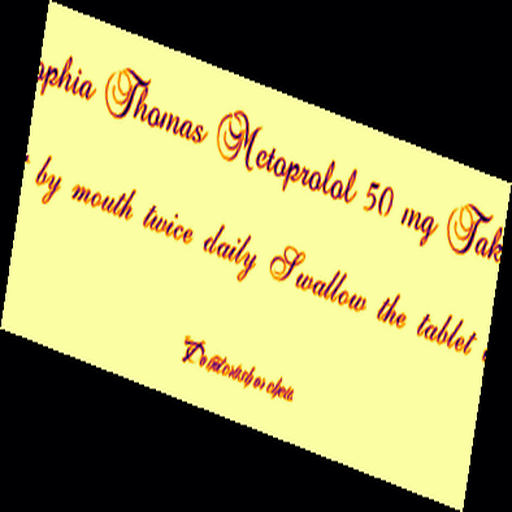 ophia Thomas Metoprolol 50 mg Tak
by mouth twice daily Swallow the tablet
Do not crush or chew